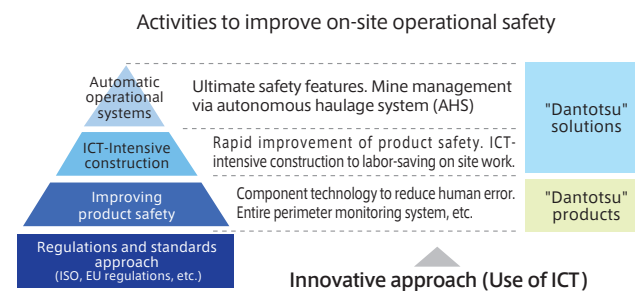 Activities to improve on-site operational safety
Automatic
operational
systems
Ultimate safety features. Mine management
via autonomous haulage system (AHS)
"Dantotsu"
solutions
ICT-Intensive
construction
Rapid improvement of product safety. ICT-
intensive construction to labor-saving on site work.
Improving
product safety
Component technology to reduce human error.
Entire perimeter monitoring system, etc.
"Dantotsu"
products
Regulations and standards
approach
(ISO, EU regulations, etc.)
Innovative approach (Use of ICT)